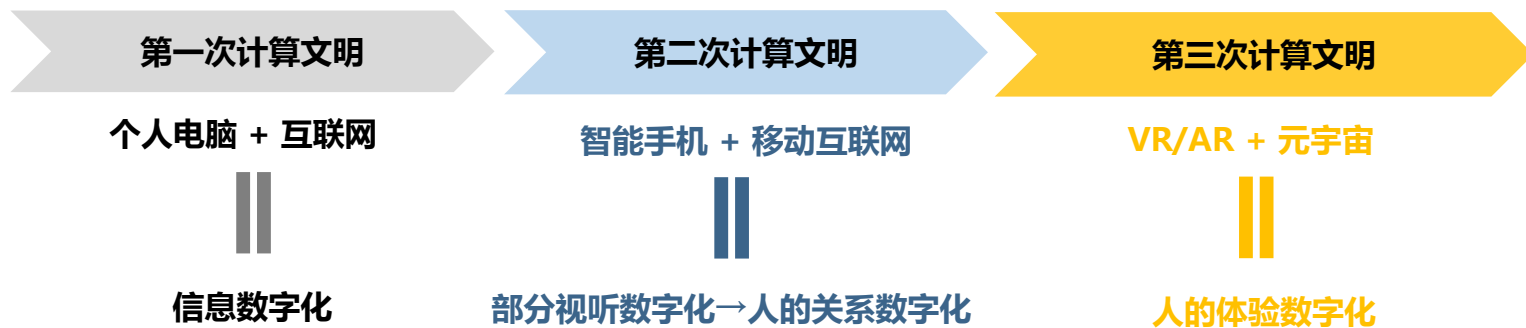 第一次计算文明
第二次计算文明
第三次计算文明
个人电脑 + 互联网
智能手机 + 移动互联网
VR/AR + 元宇宙
信息数字化
部分视听数字化→人的关系数字化
人的体验数字化